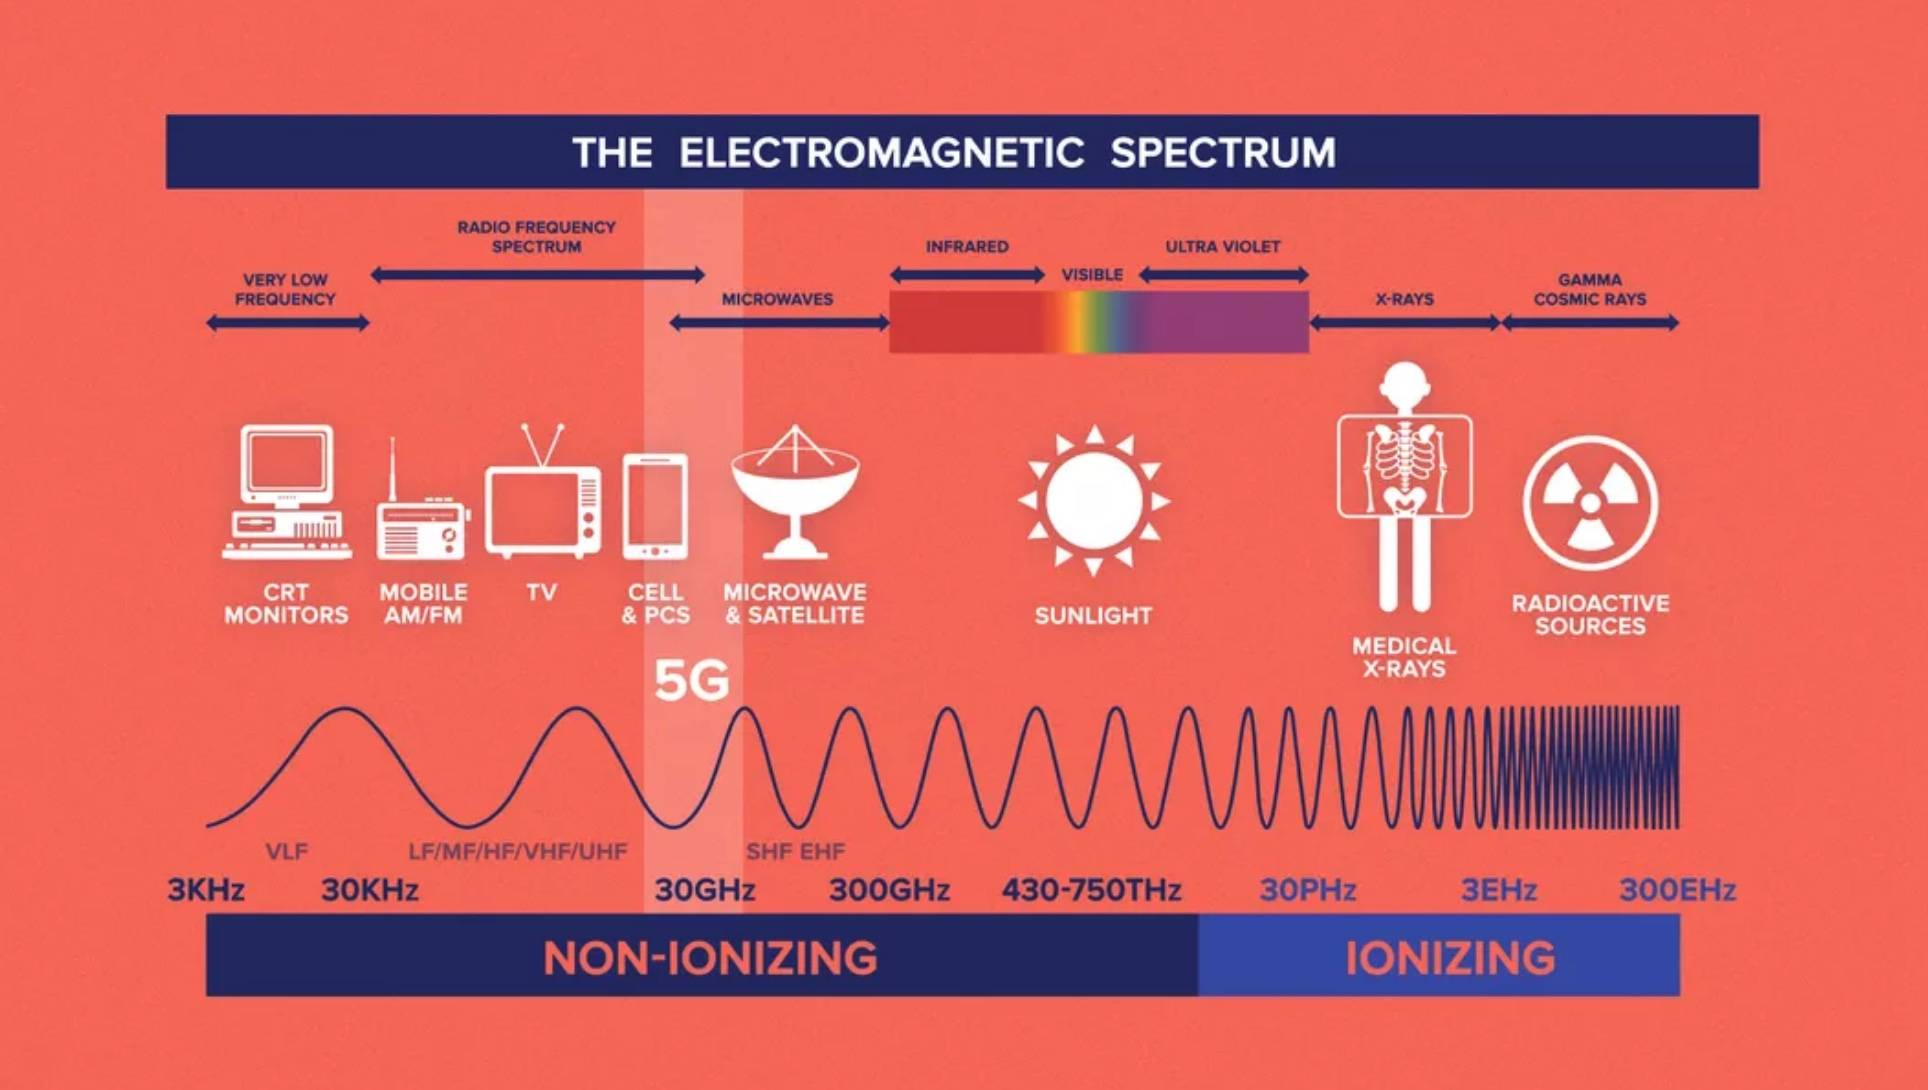 THE ELECTROMAGNETIC SPECTRUM
RADIO FREQUENCY
SPECTRUM
INFRARED
ULTRA VIOLET
VISIBLE
VERY LOW
FREQUENCY
MICROWAVES
X-RAYS
GAMMA
COSMIC RAYS
CRT
MONITORS
MOBILE
AM/FM
TV
CELL
& PCS
MICROWAVE
& SATELLITE
SUNLIGHT
MEDICAL
X-RAYS
RADIOACTIVE
SOURCES
5G
VLF
LF/MF/HF/VHF/UHF
SHF EHF
3KHz
30KHz
30GHz
300GHz
430-750THz
30PHz
3EHz
300EHz
NON-IONIZING
IONIZING